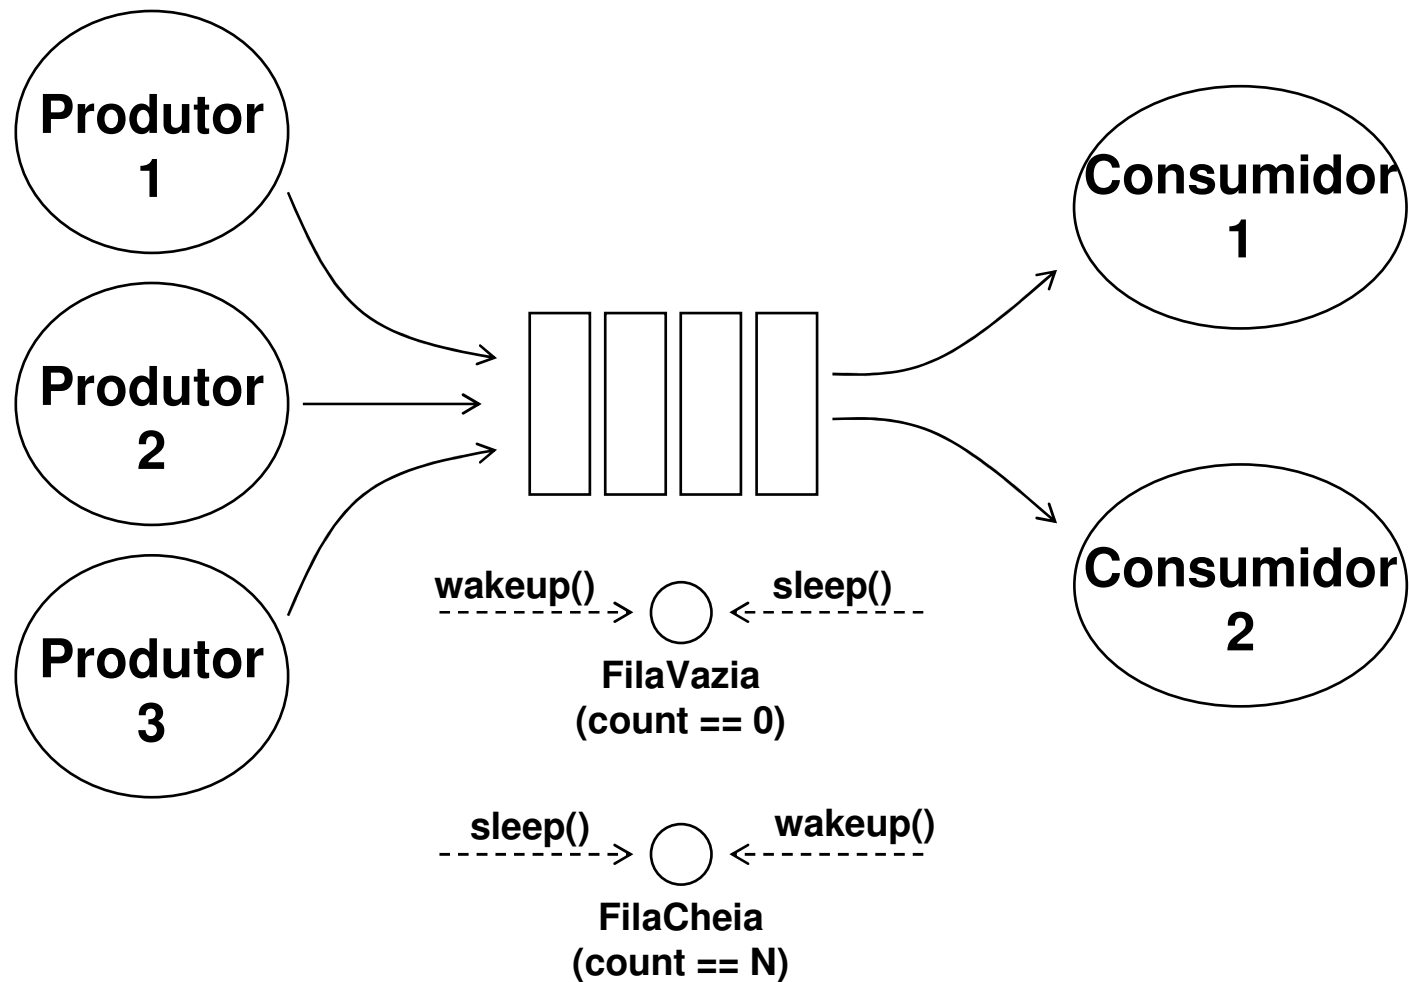 Produtor
1
Produtor
2
Produtor
3
Consumidor
1
Consumidor
2
wakeup()
sleep()
FilaVazia
(count == 0)
sleep()
wakeup()
FilaCheia
(count == N)